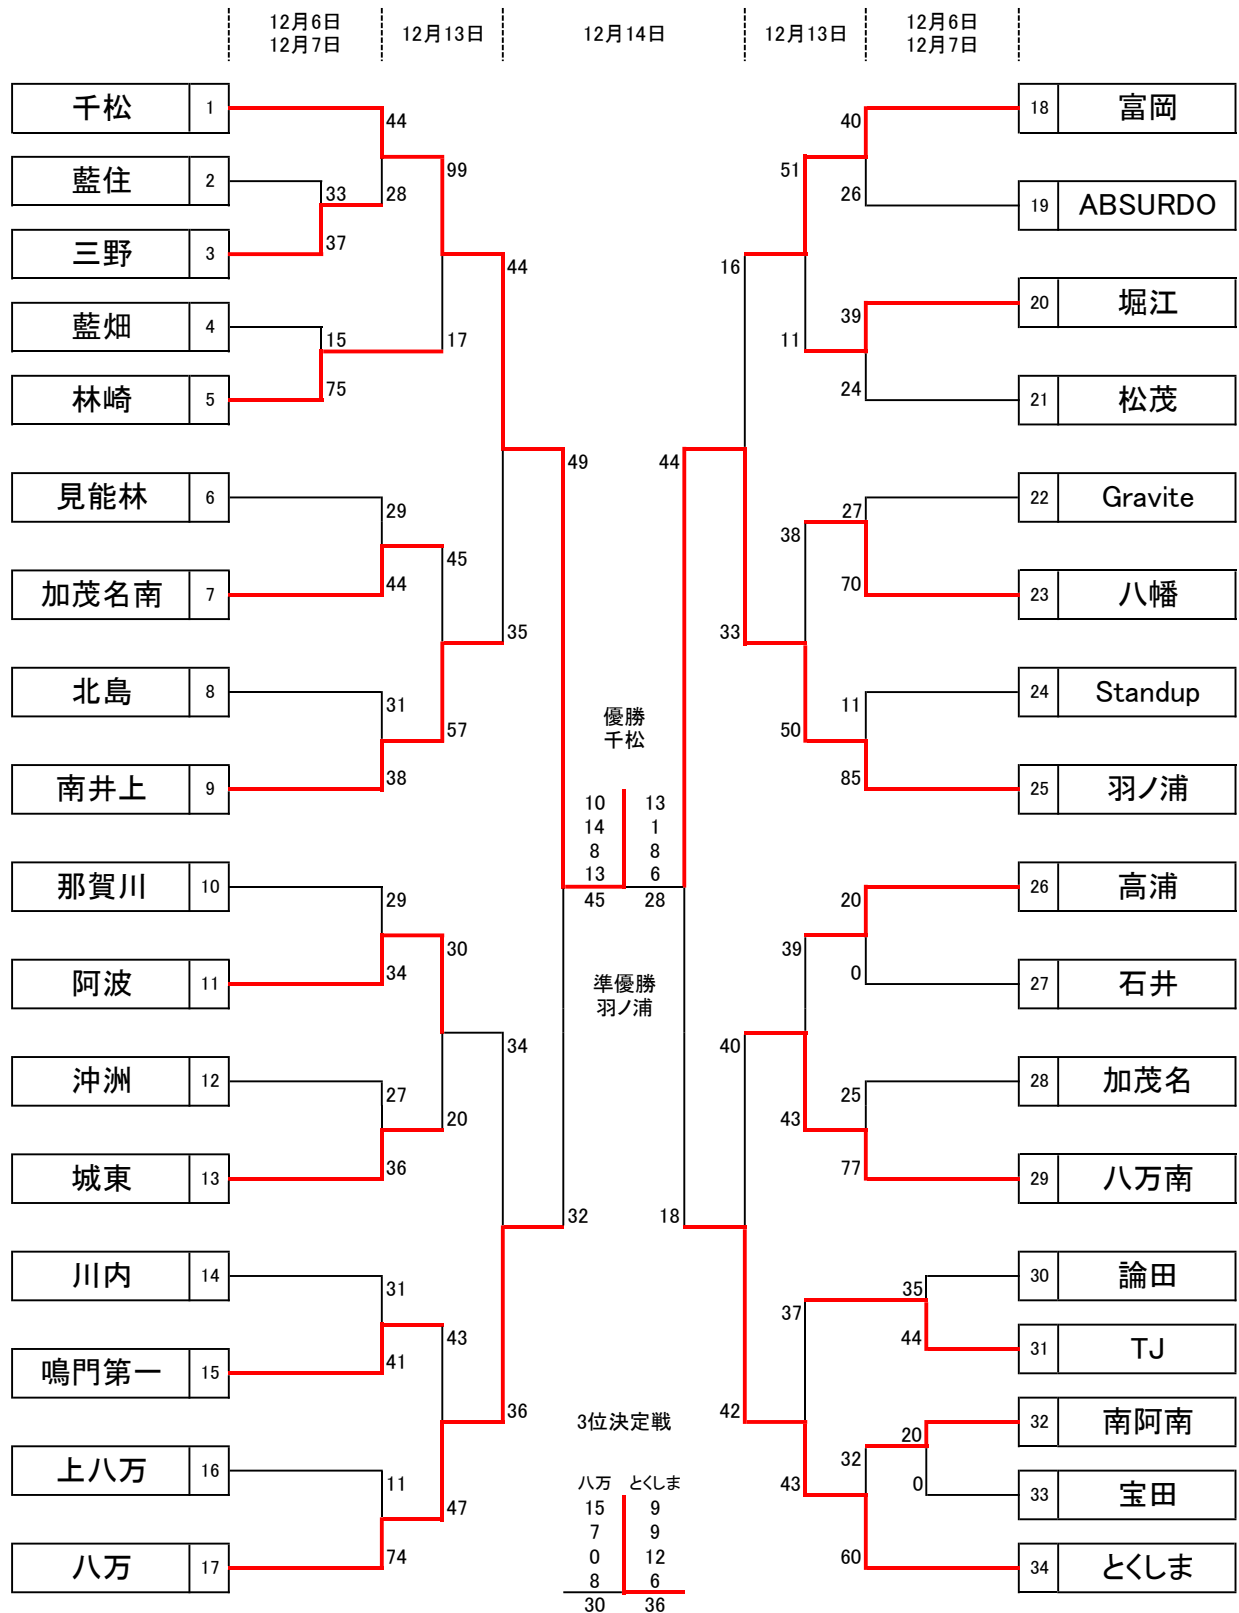 12月6日
12月7日
12月13日
12月14日
12月13日
12月6日
12月7日
千松 1
藍住 2
三野 3
藍畑 4
林崎 5
見能林 6
加茂名南 7
北島 8
南井上 9
那賀川 10
阿波 11
沖洲 12
城東 13
川内 14
鳴門第一 15
上八万 16
八万 17
44
33
28
37
15
75
29
44
31
38
29
34
27
36
31
41
11
74
99
17
45
57
30
20
43
47
44
35
34
36
49
32
優勝
千松
10 13
14 1
8 8
13 6
45 28
準優勝
羽ノ浦
3位決定戦
八万 とくしま
15 9
7 9
0 12
8 6
30 36
44
18
16
33
40
42
51
11
38
50
39
43
37
43
40
26
39
24
27
70
11
85
20
0
25
77
35
44
20
32
0
60
18 富岡
19 ABSURDO
20 堀江
21 松茂
22 Gravite
23 八幡
24 Standup
25 羽ノ浦
26 高浦
27 石井
28 加茂名
29 八万南
30 論田
31 TJ
32 南阿南
33 宝田
34 とくしま